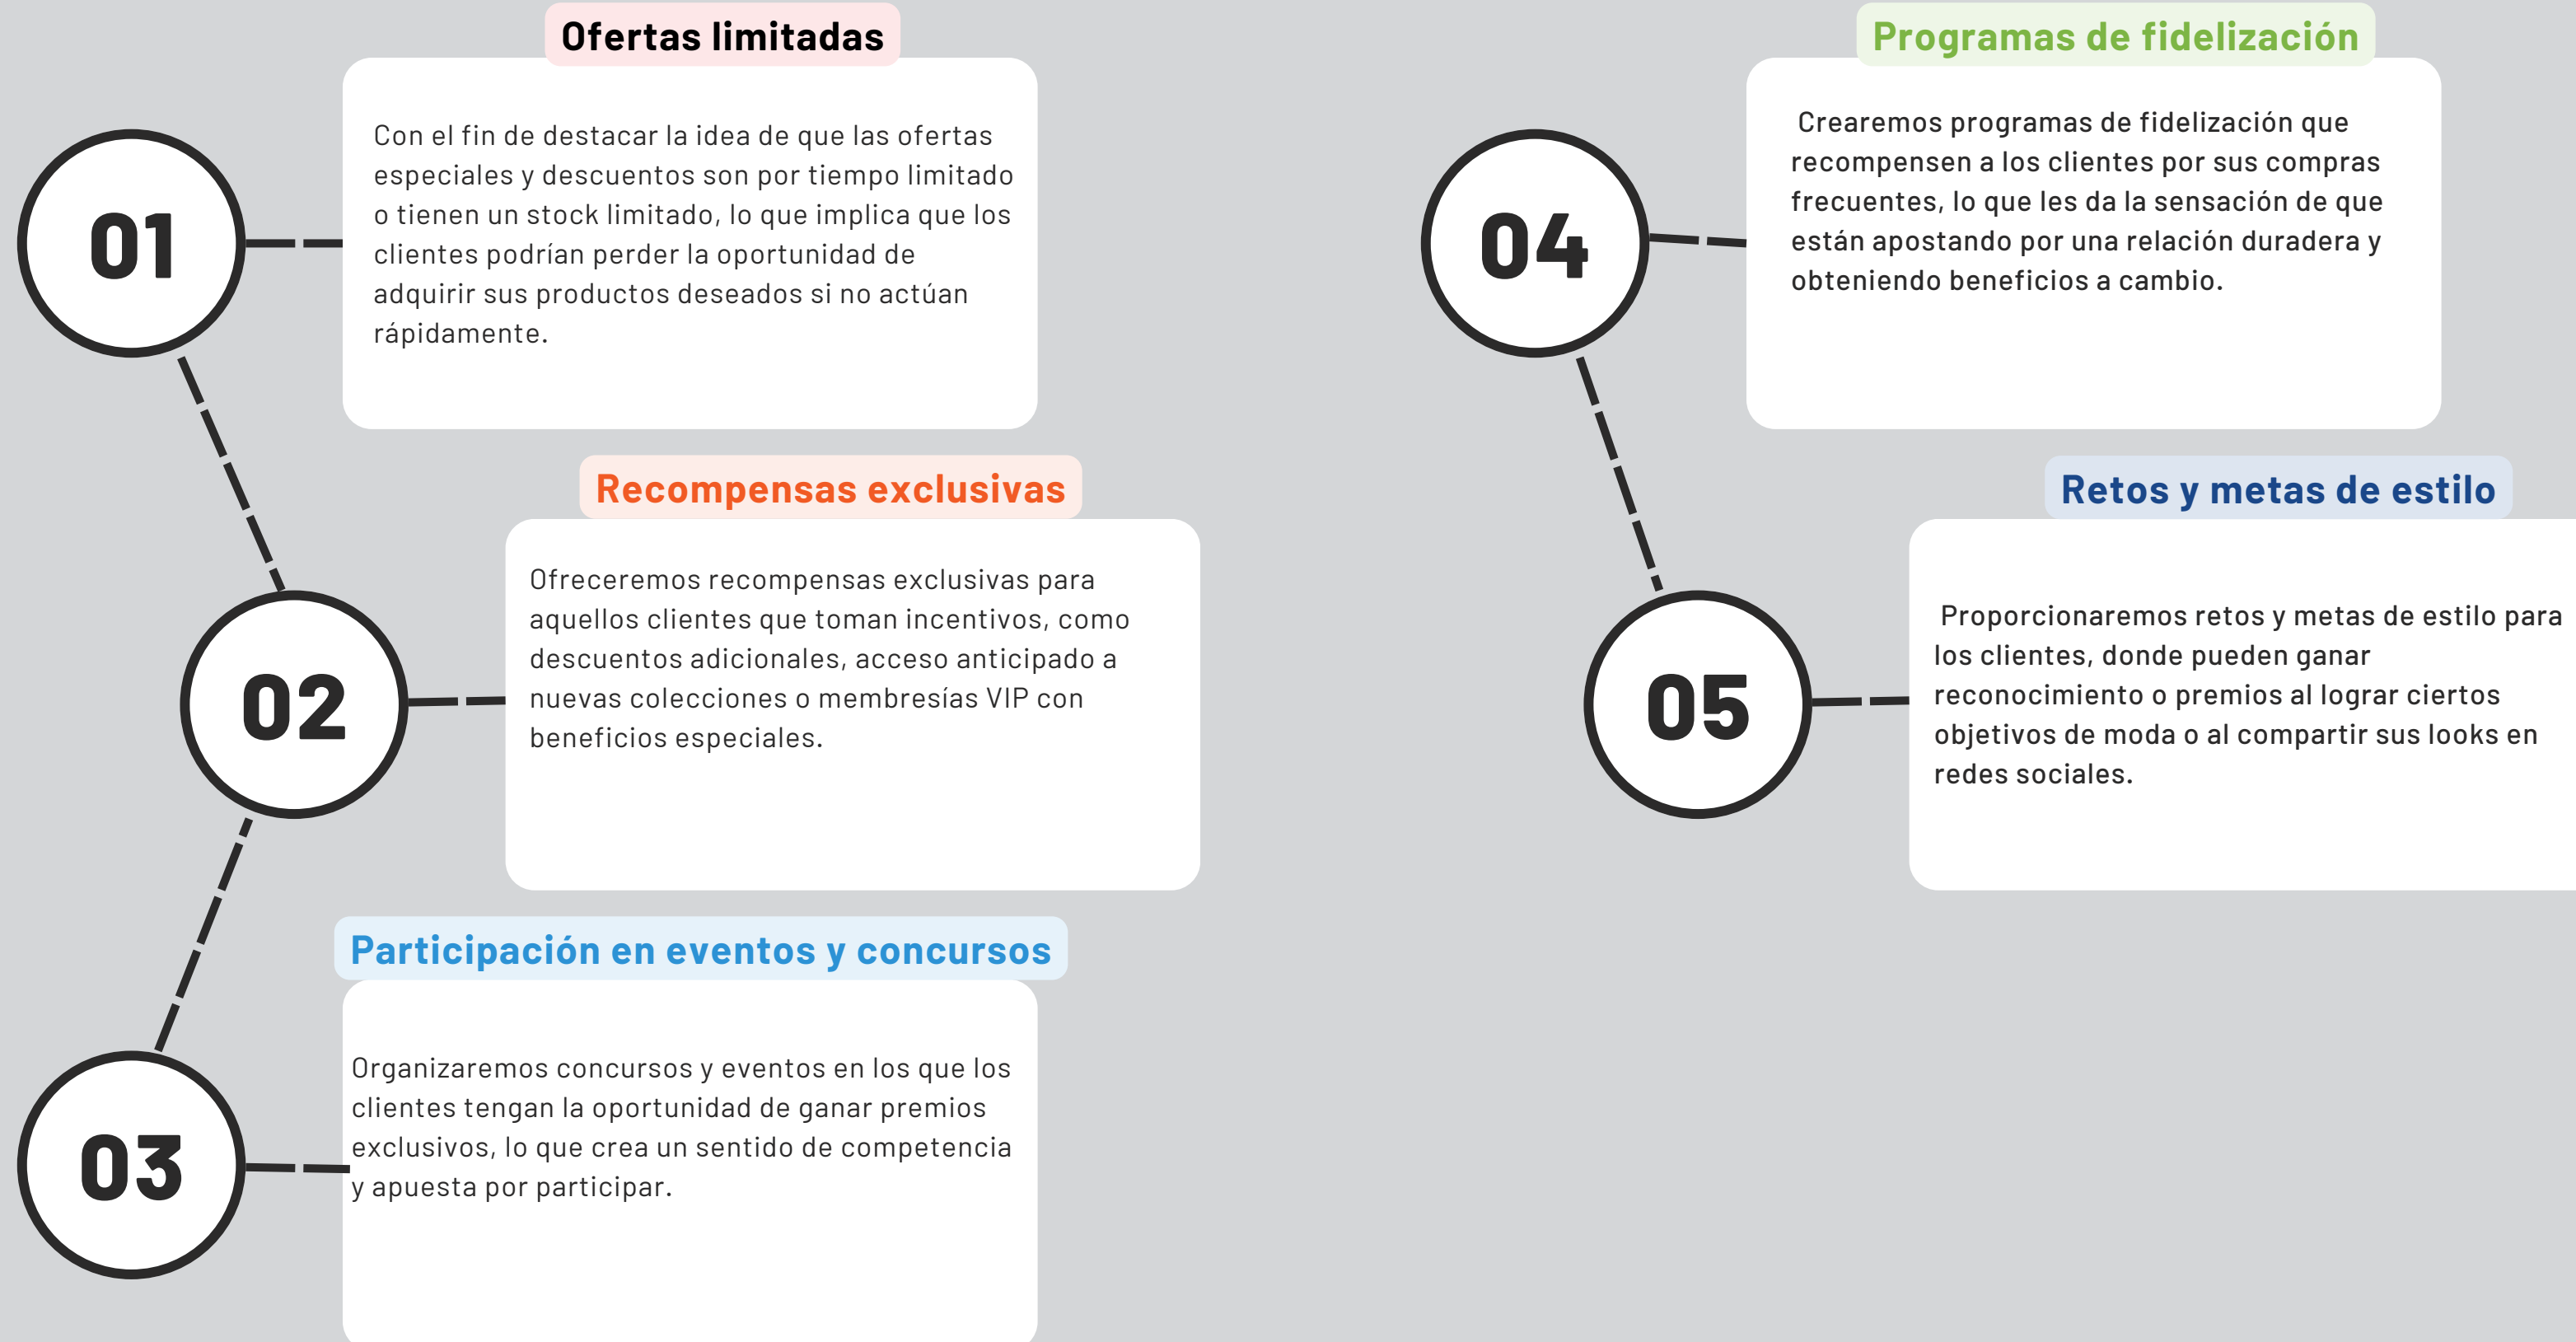 01
Ofertas limitadas
Con el fin de destacar la idea de que las ofertas
especiales y descuentos son por tiempo limitado
o tienen un stock limitado, lo que implica que los
clientes podrían perder la oportunidad de
adquirir sus productos deseados si no actúan
rápidamente.
02
Recompensas exclusivas
Ofreceremos recompensas exclusivas para
aquellos clientes que toman incentivos, como
descuentos adicionales, acceso anticipado a
nuevas colecciones o membresías VIP con
beneficios especiales.
03
Participación en eventos y concursos
Organizaremos concursos y eventos en los que los
clientes tengan la oportunidad de ganar premios
exclusivos, lo que crea un sentido de competencia
y apuesta por participar.
04
Programas de fidelización
Crearemos programas de fidelización que
recompensen a los clientes por sus compras
frecuentes, lo que les da la sensación de que
están apostando por una relación duradera y
obteniendo beneficios a cambio.
05
Retos y metas de estilo
Proporcionaremos retos y metas de estilo para
los clientes, donde pueden ganar
reconocimiento o premios al lograr ciertos
objetivos de moda o al compartir sus looks en
redes sociales.